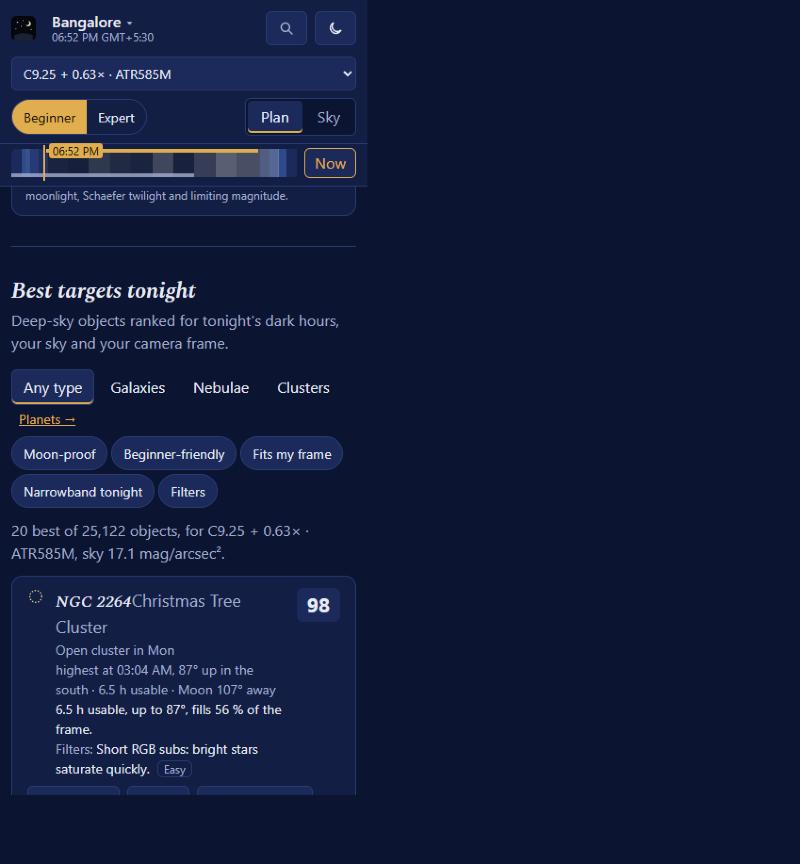 Bangalore
06:52 PM GMT+5:30
C9.25 + 0.63× · ATR585M
Beginner Expert Plan Sky
06:52 PM Now
moonlight, Schaefer twilight and limiting magnitude.
Best targets tonight
Deep-sky objects ranked for tonight's dark hours,
your sky and your camera frame.
Any type Galaxies Nebulae Clusters
Planets →
Moon-proof Beginner-friendly Fits my frame
Narrowband tonight Filters
20 best of 25,122 objects, for C9.25 + 0.63× ·
ATR585M, sky 17.1 mag/arcsec².
NGC 2264Christmas Tree 98
Cluster
Open cluster in Mon
highest at 03:04 AM, 87° up in the
south · 6.5 h usable · Moon 107° away
6.5 h usable, up to 87°, fills 56 % of the
frame.
Filters: Short RGB subs: bright stars
saturate quickly. Easy